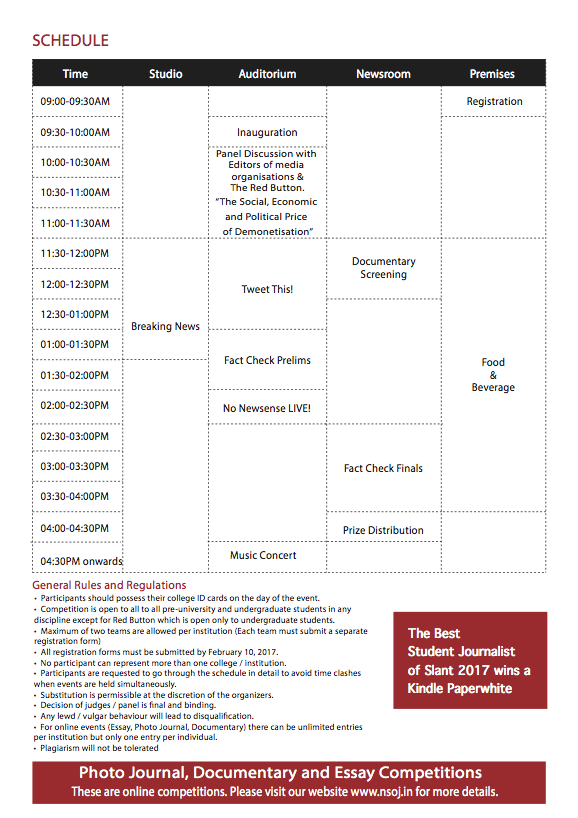 SCHEDULE
Time Studio Auditorium Newsroom Premises
09:00-09:30AM Registration
09:30-10:00AM Inauguration
10:00-10:30AM
10:30-11:00AM
11:00-11:30AM
Panel Discussion with
Editors of media
organisations &
The Red Button.
“The Social, Economic
and Political Price
of Demonetisation”
11:30-12:00PM
12:00-12:30PM
12:30-01:00PM
Documentary
Screening
Tweet This!
Breaking News
01:00-01:30PM
01:30-02:00PM
Fact Check Prelims
Food
&
Beverage
02:00-02:30PM No Newsense LIVE!
02:30-03:00PM
03:00-03:30PM Fact Check Finals
03:30-04:00PM
04:00-04:30PM Prize Distribution
04:30PM onwards Music Concert
General Rules and Regulations
• Participants should possess their college ID cards on the day of the event.
• Competition is open to all to all pre-university and undergraduate students in any
discipline except for Red Button which is open only to undergraduate students.
• Maximum of two teams are allowed per institution (Each team must submit a separate
registration form)
• All registration forms must be submitted by February 10, 2017.
• No participant can represent more than one college / institution.
• Participants are requested to go through the schedule in detail to avoid time clashes
when events are held simultaneously.
• Substitution is permissible at the discretion of the organizers.
• Decision of judges / panel is final and binding.
• Any lewd / vulgar behaviour will lead to disqualification.
• For online events (Essay, Photo Journal, Documentary) there can be unlimited entries
per institution but only one entry per individual.
• Plagiarism will not be tolerated
The Best
Student Journalist
of Slant 2017 wins a
Kindle Paperwhite
Photo Journal, Documentary and Essay Competitions
These are online competitions. Please visit our website www.nsoj.in for more details.